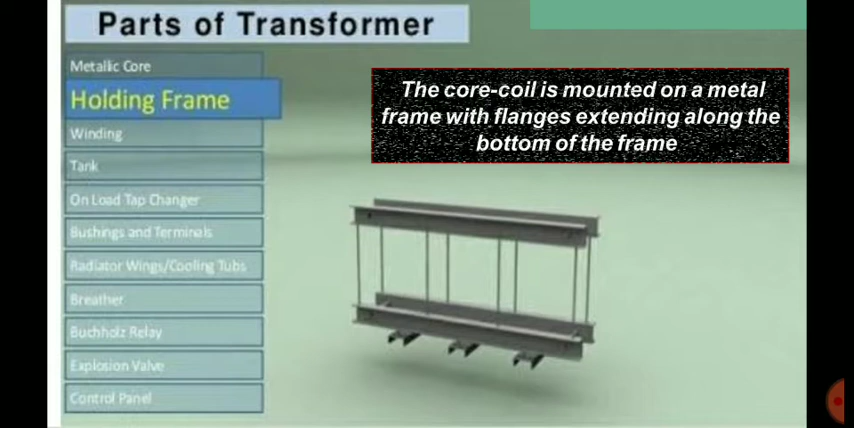 Parts of Transformer
Metallic Core
Holding Frame
Winding
Tank
On Load Tap Changer
Bushings and Terminals
Radiator Wings/Cooling Tubs
Breather
Buchholz Relay
Explosion Valve
Control Panel
The core-coil is mounted on a metal
frame with flanges extending along the
bottom of the frame